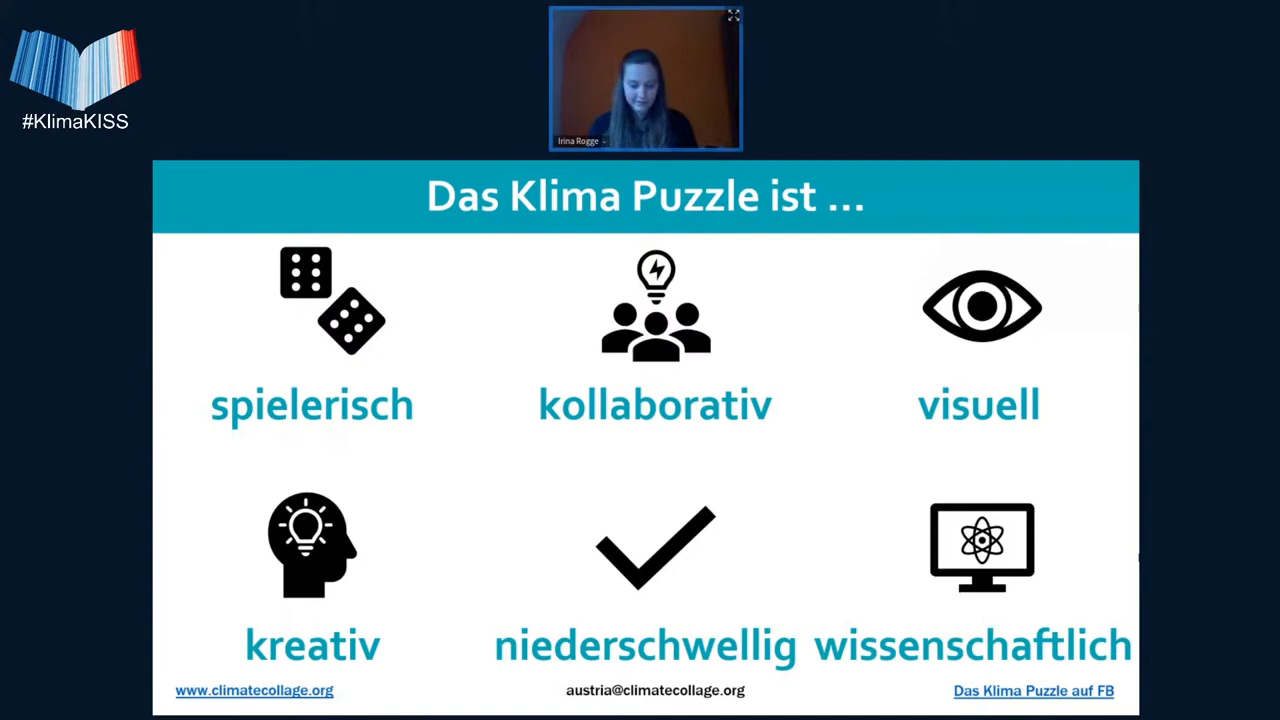 #KlimaKISS
Irina Rogge
Das Klima Puzzle ist ...
spielerisch
kollaborativ
visuell
kreativ
niederschwellig
wissenschaftlich
www.climatecollage.org
austria@climatecollage.org
Das Klima Puzzle auf FB